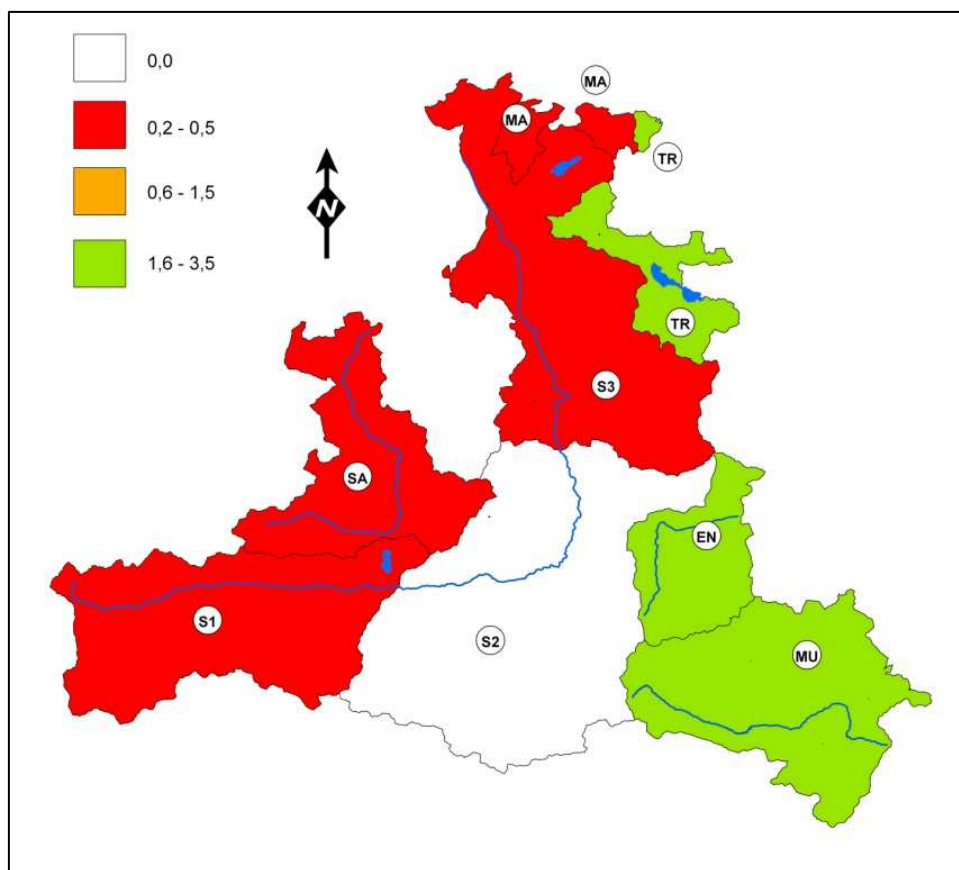 0,0
0,2 - 0,5
0,6 - 1,5
1,6 - 3,5
N
MA
MA
TR
TR
S3
SA
EN
S1
S2
MU